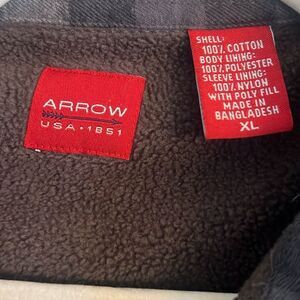 ARROW
USA • 1851
SHELL:
100% COTTON
BODY LINING:
100% POLYESTER
SLEEVE LINING:
100% NYLON
WITH POLY FILL
MADE IN
BANGLADESH
XL